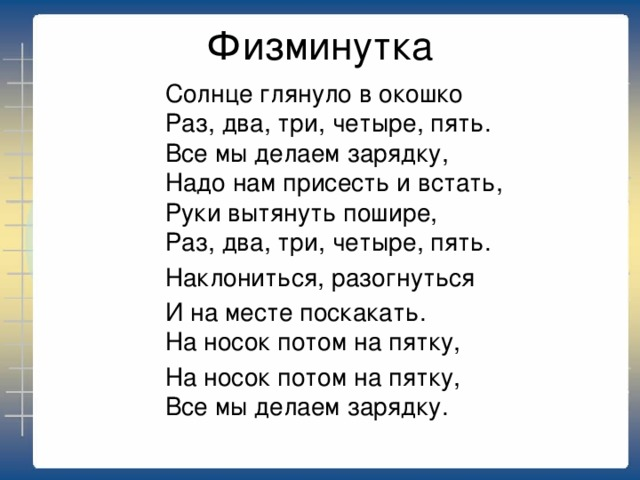 Физминутка
Солнце глянуло в окошко
Раз, два, три, четыре, пять.
Все мы делаем зарядку,
Надо нам присесть и встать,
Руки вытянуть пошире,
Раз, два, три, четыре, пять.
Наклониться, разогнуться
И на месте поскакать.
На носок потом на пятку,
На носок потом на пятку,
Все мы делаем зарядку.